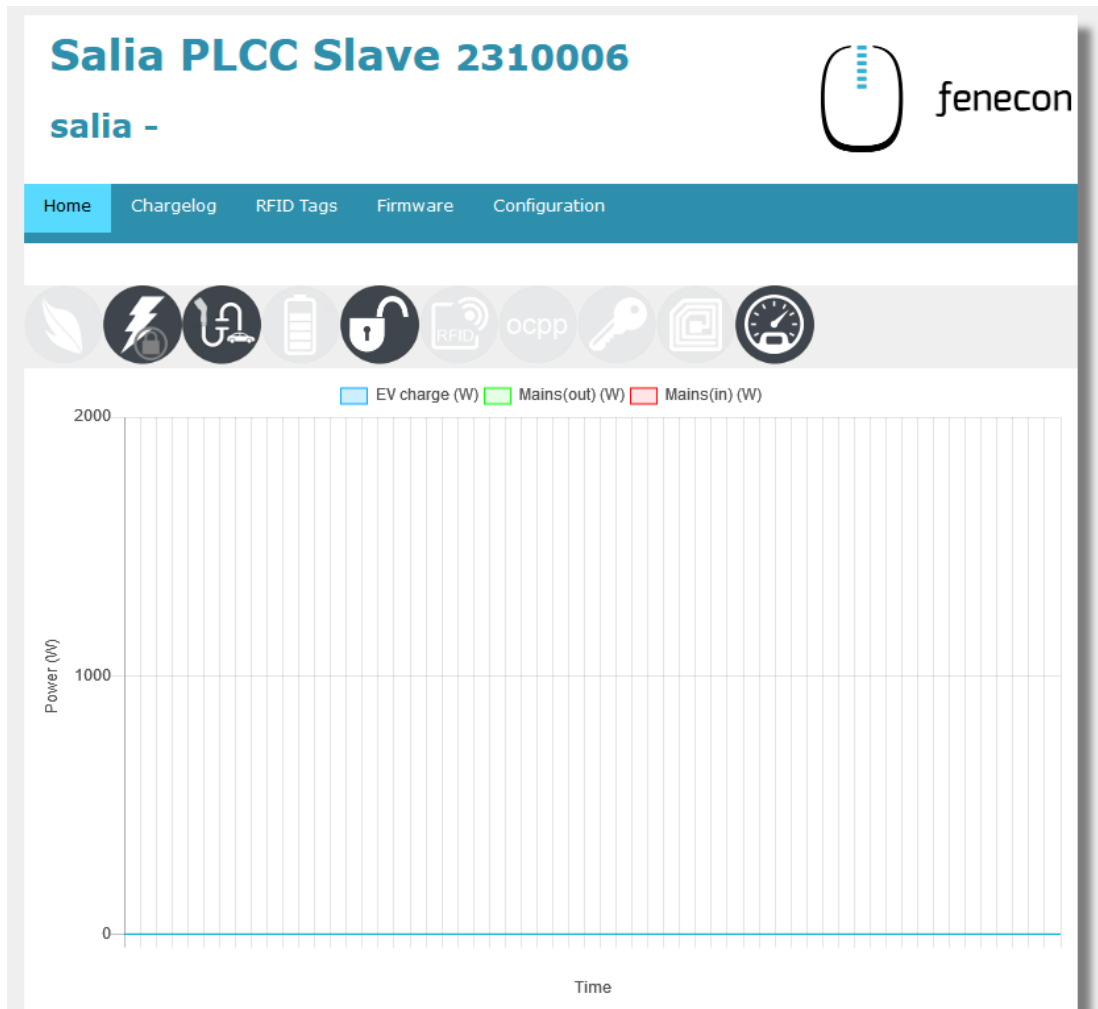 Salia PLCC Slave 2310006
salia -
fenecon
Home Chargelog RFID Tags Firmware Configuration
RFID ocpp
EV charge (W) Mains(out) (W) Mains(in) (W)
2000
Power (W)
1000
0
Time